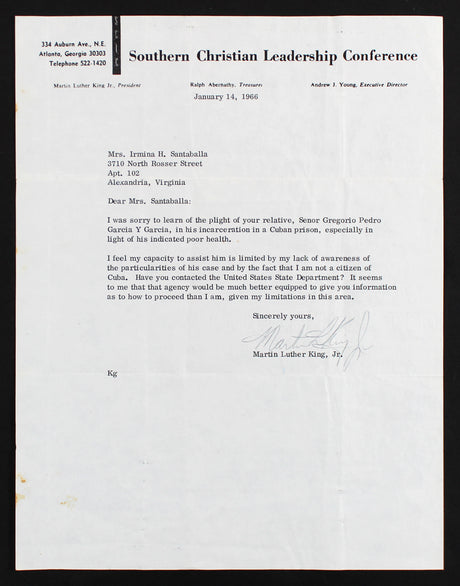 334 Auburn Ave., N.E.
Atlanta, Georgia 30303
Telephone 522-1420
SCLC
Southern Christian Leadership Conference
Martin Luther King Jr., President
Ralph Abernathy, Treasurer
Andrew J. Young, Executive Director
January 14, 1966
Mrs. Irmina H. Santaballa
3710 North Rosser Street
Apt. 102
Alexandria, Virginia
Dear Mrs. Santaballa:
I was sorry to learn of the plight of your relative, Senor Gregorio Pedro
Garcia Y Garcia, in his incarceration in a Cuban prison, especially in
light of his indicated poor health.
I feel my capacity to assist him is limited by my lack of awareness of
the particularities of his case and by the fact that I am not a citizen of
Cuba. Have you contacted the United States State Department? It seems
to me that that agency would be much better equipped to give you information
as to how to proceed than I am, given my limitations in this area.
Sincerely yours,
Martin L King Jr
Martin Luther King, Jr.
Kg